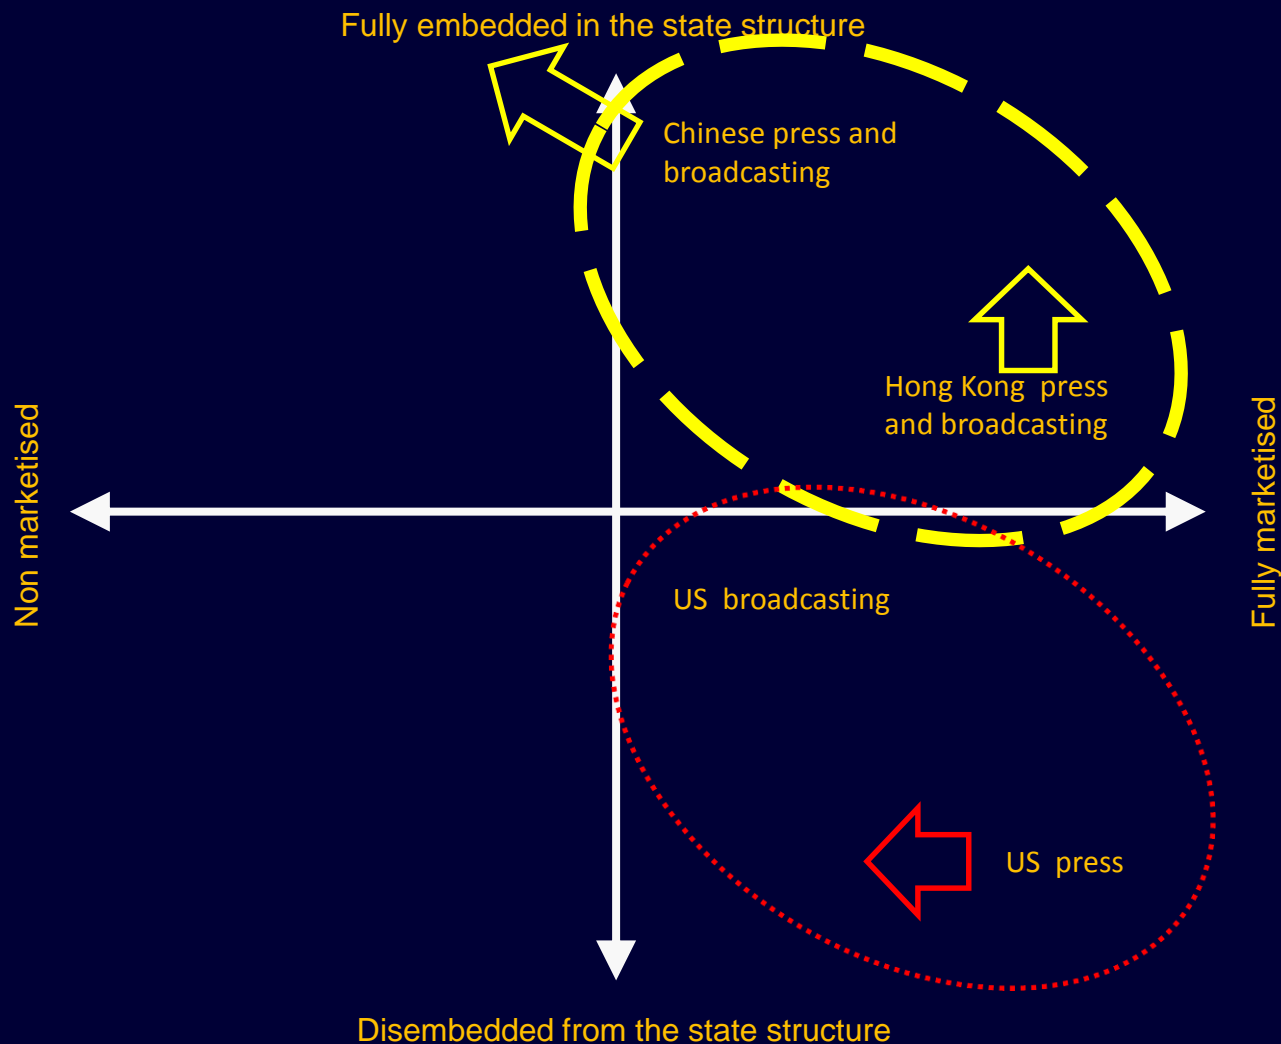 Fully embedded in the state structure
Chinese press and
broadcasting
Hong Kong press
and broadcasting
Non marketised
Fully marketised
US broadcasting
US press
Disembedded from the state structure